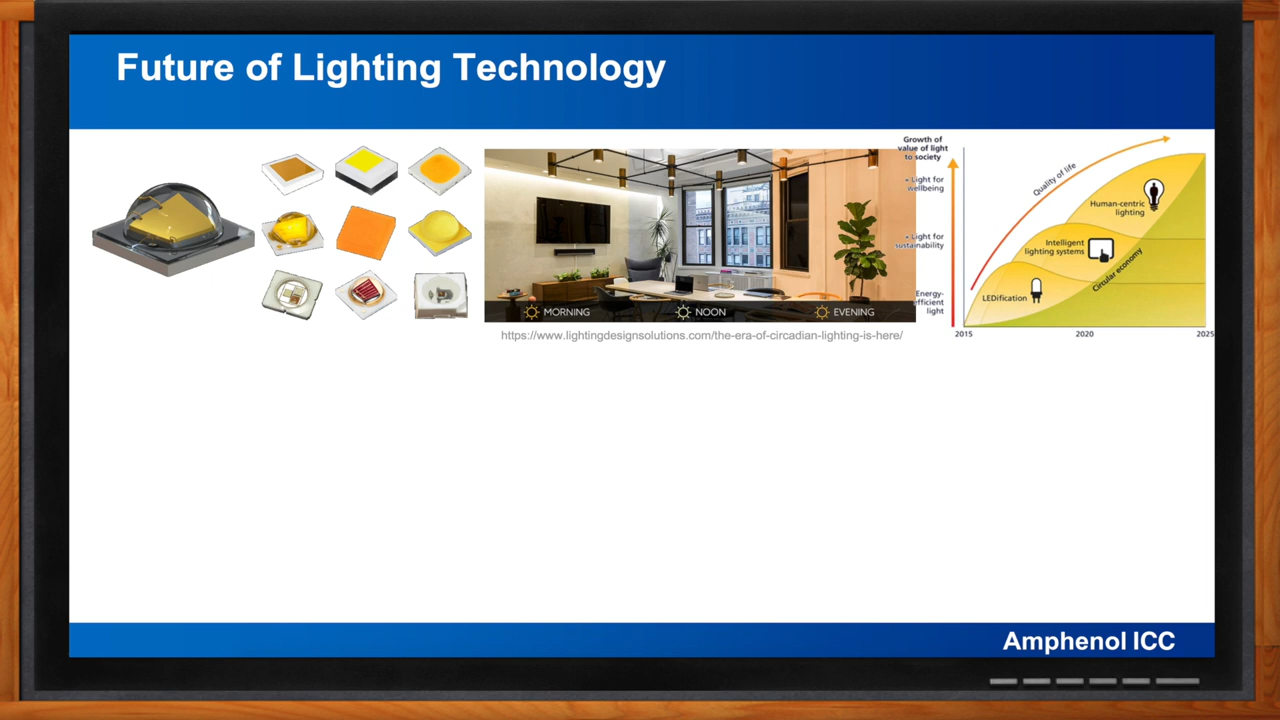 Future of Lighting Technology
MORNING
NOON
EVENING
https://www.lightingdesignsolutions.com/the-era-of-circadian-lighting-is-here/
Growth of
value of light
to society
= Light for
wellbeing
= Light for
sustainability
Energy-
efficient
light
Quality of life
Human-centric
lighting
Intelligent
lighting systems
LEDification
Circular economy
2015
2020
2025
Amphenol ICC